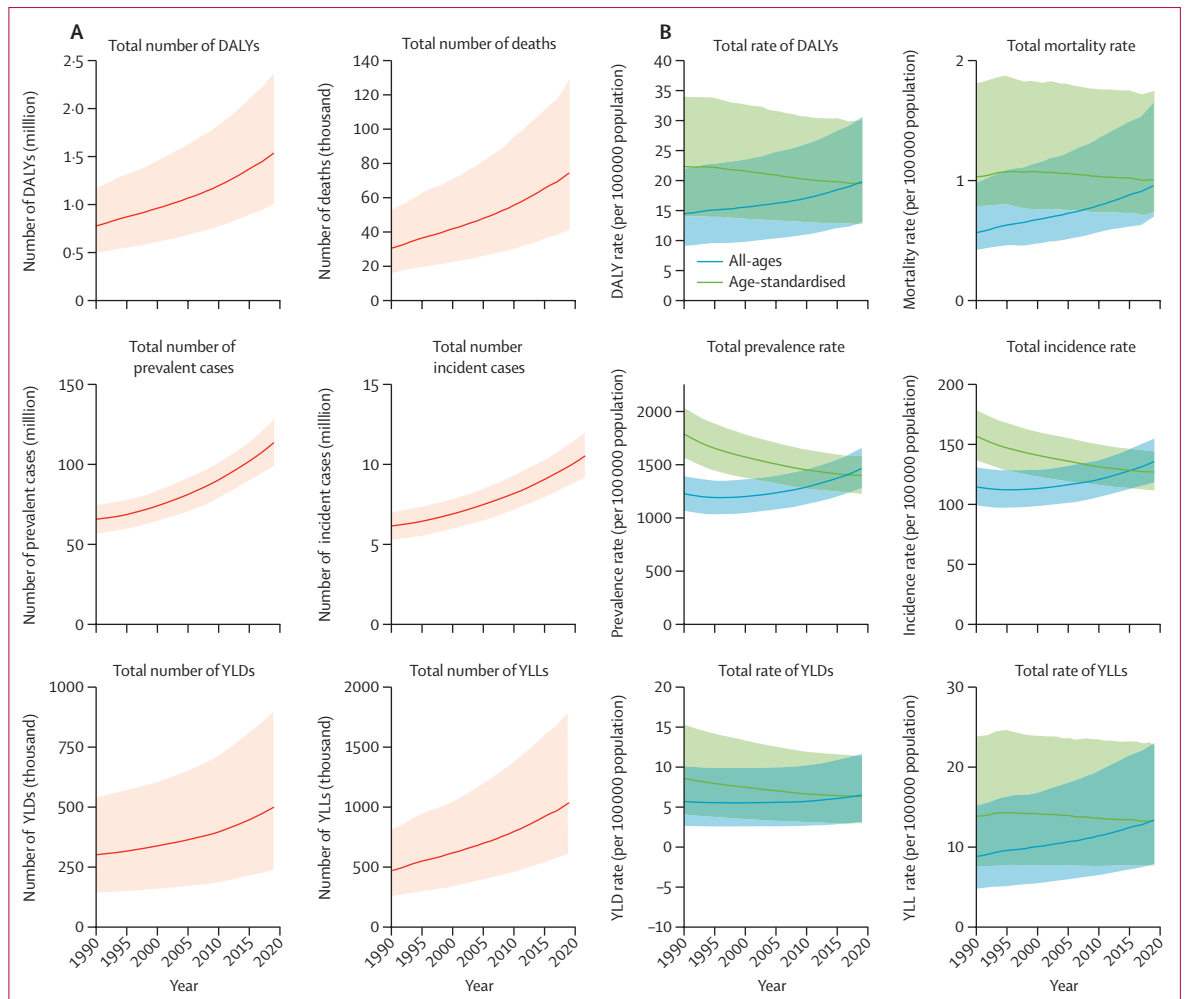 A
B
Total number of DALYs
Number of DALYs (million)
2·5
2·0
1·5
1·0
0·5
0
Total number of deaths
Number of deaths (thousand)
140
120
100
80
60
40
20
0
Total rate of DALYs
DALY rate (per 100 000 population)
40
35
30
25
20
15
10
5
0
All-ages
Age-standardised
Total mortality rate
Mortality rate (per 100 000 population)
2
1
0
Total number of
prevalent cases
Number of prevalent cases (million)
150
100
50
0
Total number
incident cases
Number of incident cases (milllion)
15
10
5
0
Total prevalence rate
Prevalence rate (per 100 000 population)
2000
1500
1000
500
0
Total incidence rate
Incidence rate (per 100 000 population)
200
150
100
50
0
Total number of YLDs
Number of YLDs (thousand)
1000
750
500
250
0
1990
1995
2000
2005
2010
2015
2020
Year
Total number of YLLs
Number of YLLs (thousand)
2000
1500
1000
500
0
1990
1995
2000
2005
2010
2015
2020
Year
Total rate of YLDs
YLD rate (per 100 000 population)
20
15
10
5
0
−5
−10
1990
1995
2000
2005
2010
2015
2020
Year
Total rate of YLLs
YLL rate (per 100 000 population)
30
20
10
0
1990
1995
2000
2005
2010
2015
2020
Year